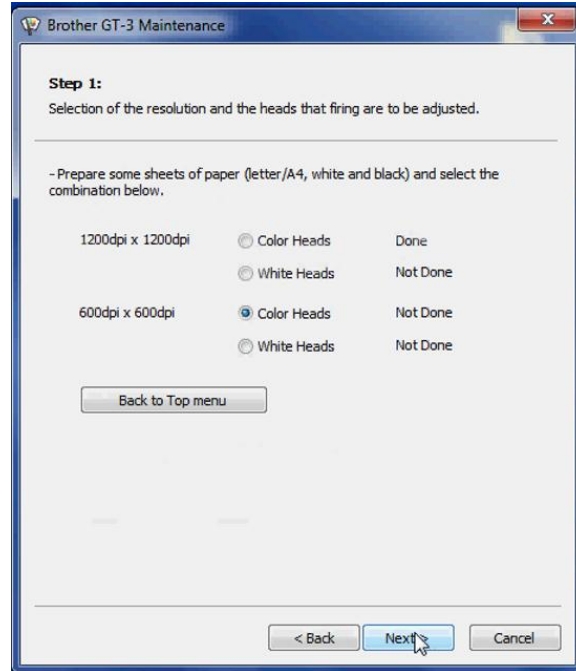 Brother GT-3 Maintenance
Step 1:
Selection of the resolution and the heads that firing are to be adjusted.
- Prepare some sheets of paper (letter/A4, white and black) and select the
combination below.
1200dpi x 1200dpi Color Heads Done
White Heads Not Done
600dpi x 600dpi Color Heads Not Done
White Heads Not Done
Back to Top menu
< Back Next > Cancel